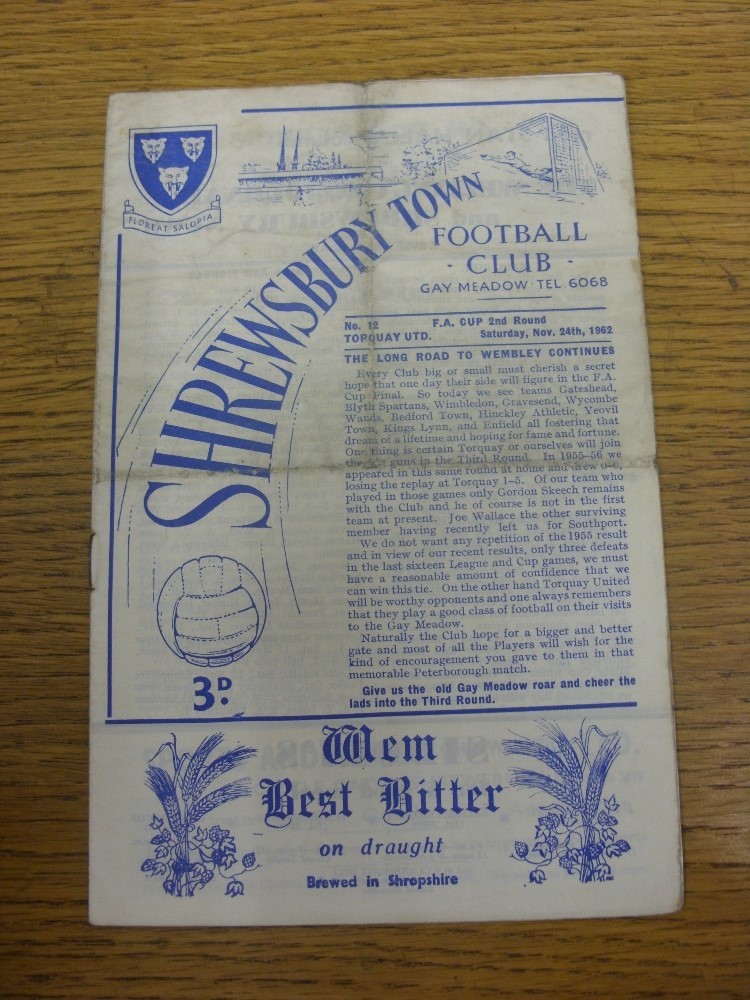 FLOREAT SALOPIA
SHREWSBURY TOWN
FOOTBALL
· CLUB ·
GAY MEADOW · TEL. 6068
No. 12 F.A. CUP 2nd Round
TORQUAY UTD. Saturday, Nov. 24th, 1962
THE LONG ROAD TO WEMBLEY CONTINUES
Every Club big or small must cherish a secret
hope that one day their side will figure in the F.A.
Cup Final. So today we see teams Gateshead,
Blyth Spartans, Wimbledon, Gravesend, Wycombe
Wands, Bedford Town, Hinckley Athletic, Yeovil
Town, Kings Lynn, and Enfield all fostering that
dream of a lifetime and hoping for fame and fortune.
One thing is certain Torquay or ourselves will join
the big guns in the Third Round. In 1955-56 we
appeared in this same round at home and drew 0-0,
losing the replay at Torquay 1-5. Of our team who
played in those games only Gordon Skeech remains
with the Club and he of course is not in the first
team at present. Joe Wallace the other surviving
member having recently left us for Southport.
We do not want any repetition of the 1955 result
and in view of our recent results, only three defeats
in the last sixteen League and Cup games, we must
have a reasonable amount of confidence that we
can win this tie. On the other hand Torquay United
will be worthy opponents and one always remembers
that they play a good class of football on their visits
to the Gay Meadow.
Naturally the Club hope for a bigger and better
gate and most of all the Players will wish for the
kind of encouragement you gave to them in that
memorable Peterborough match.
Give us the old Gay Meadow roar and cheer the
lads into the Third Round.
3D.
Wem
Best Bitter
on draught
Brewed in Shropshire